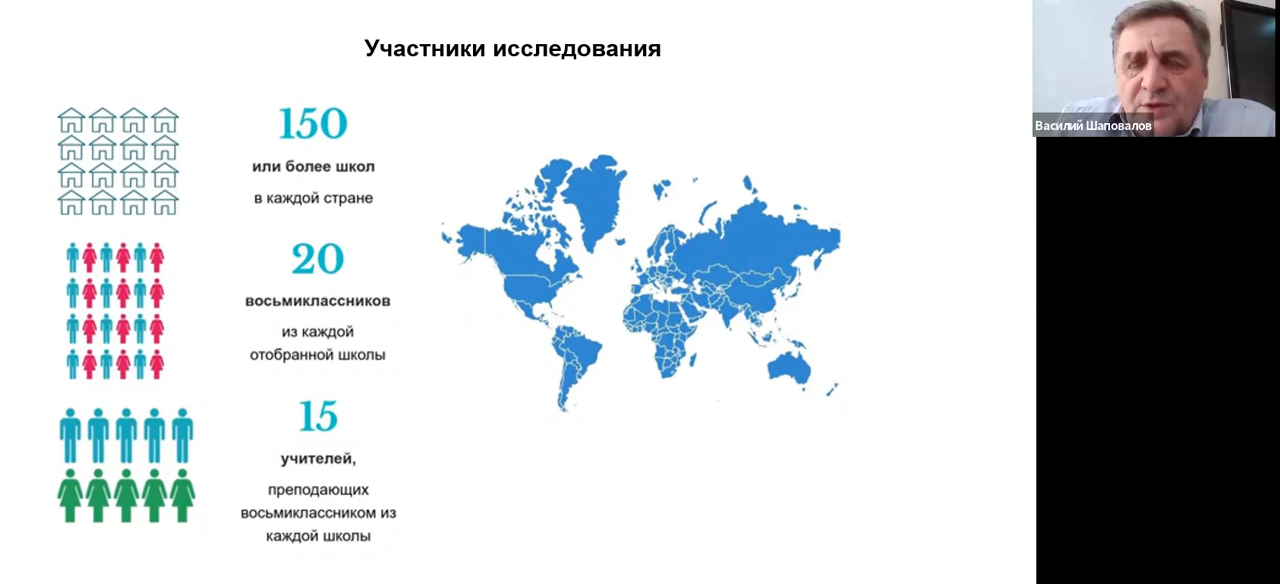 Участники исследования
150
или более школ
в каждой стране
20
восьмиклассников
из каждой
отобранной школы
15
учителей,
преподающих
восьмиклассником из
каждой школы
Василий Шаповалов